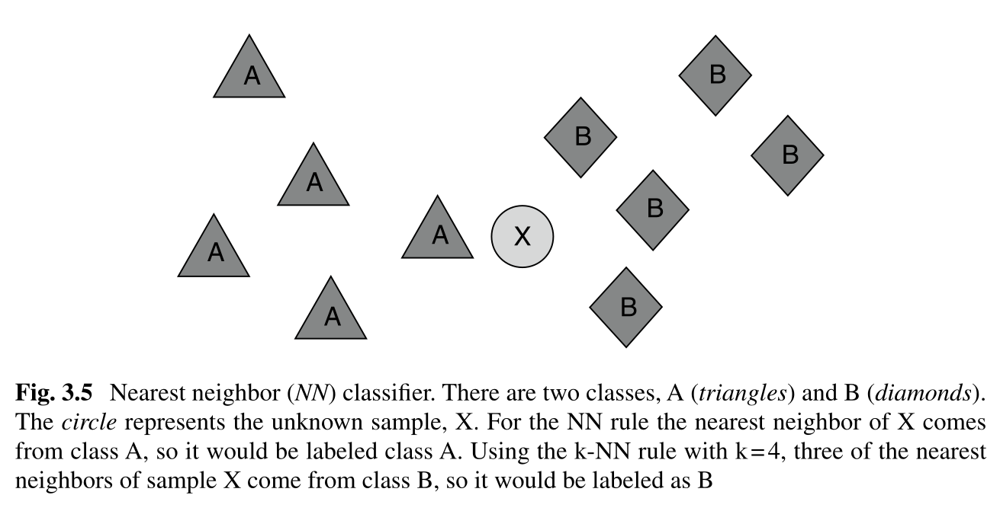 A
B
B
B
A
B
A
X
A
B
A
Fig. 3.5 Nearest neighbor (NN) classifier. There are two classes, A (triangles) and B (diamonds).
The circle represents the unknown sample, X. For the NN rule the nearest neighbor of X comes
from class A, so it would be labeled class A. Using the k-NN rule with k=4, three of the nearest
neighbors of sample X come from class B, so it would be labeled as B